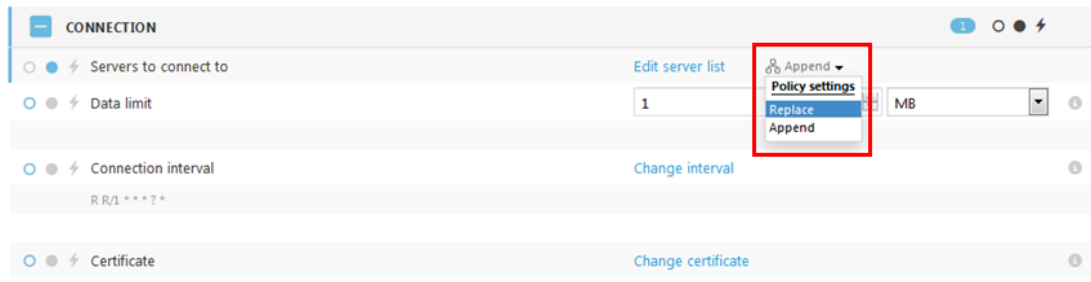 CONNECTION 1
Servers to connect to Edit server list Append
Policy settings
Data limit 1 Replace MB
Append
Connection interval Change interval
R R/1 * * * ? *
Certificate Change certificate